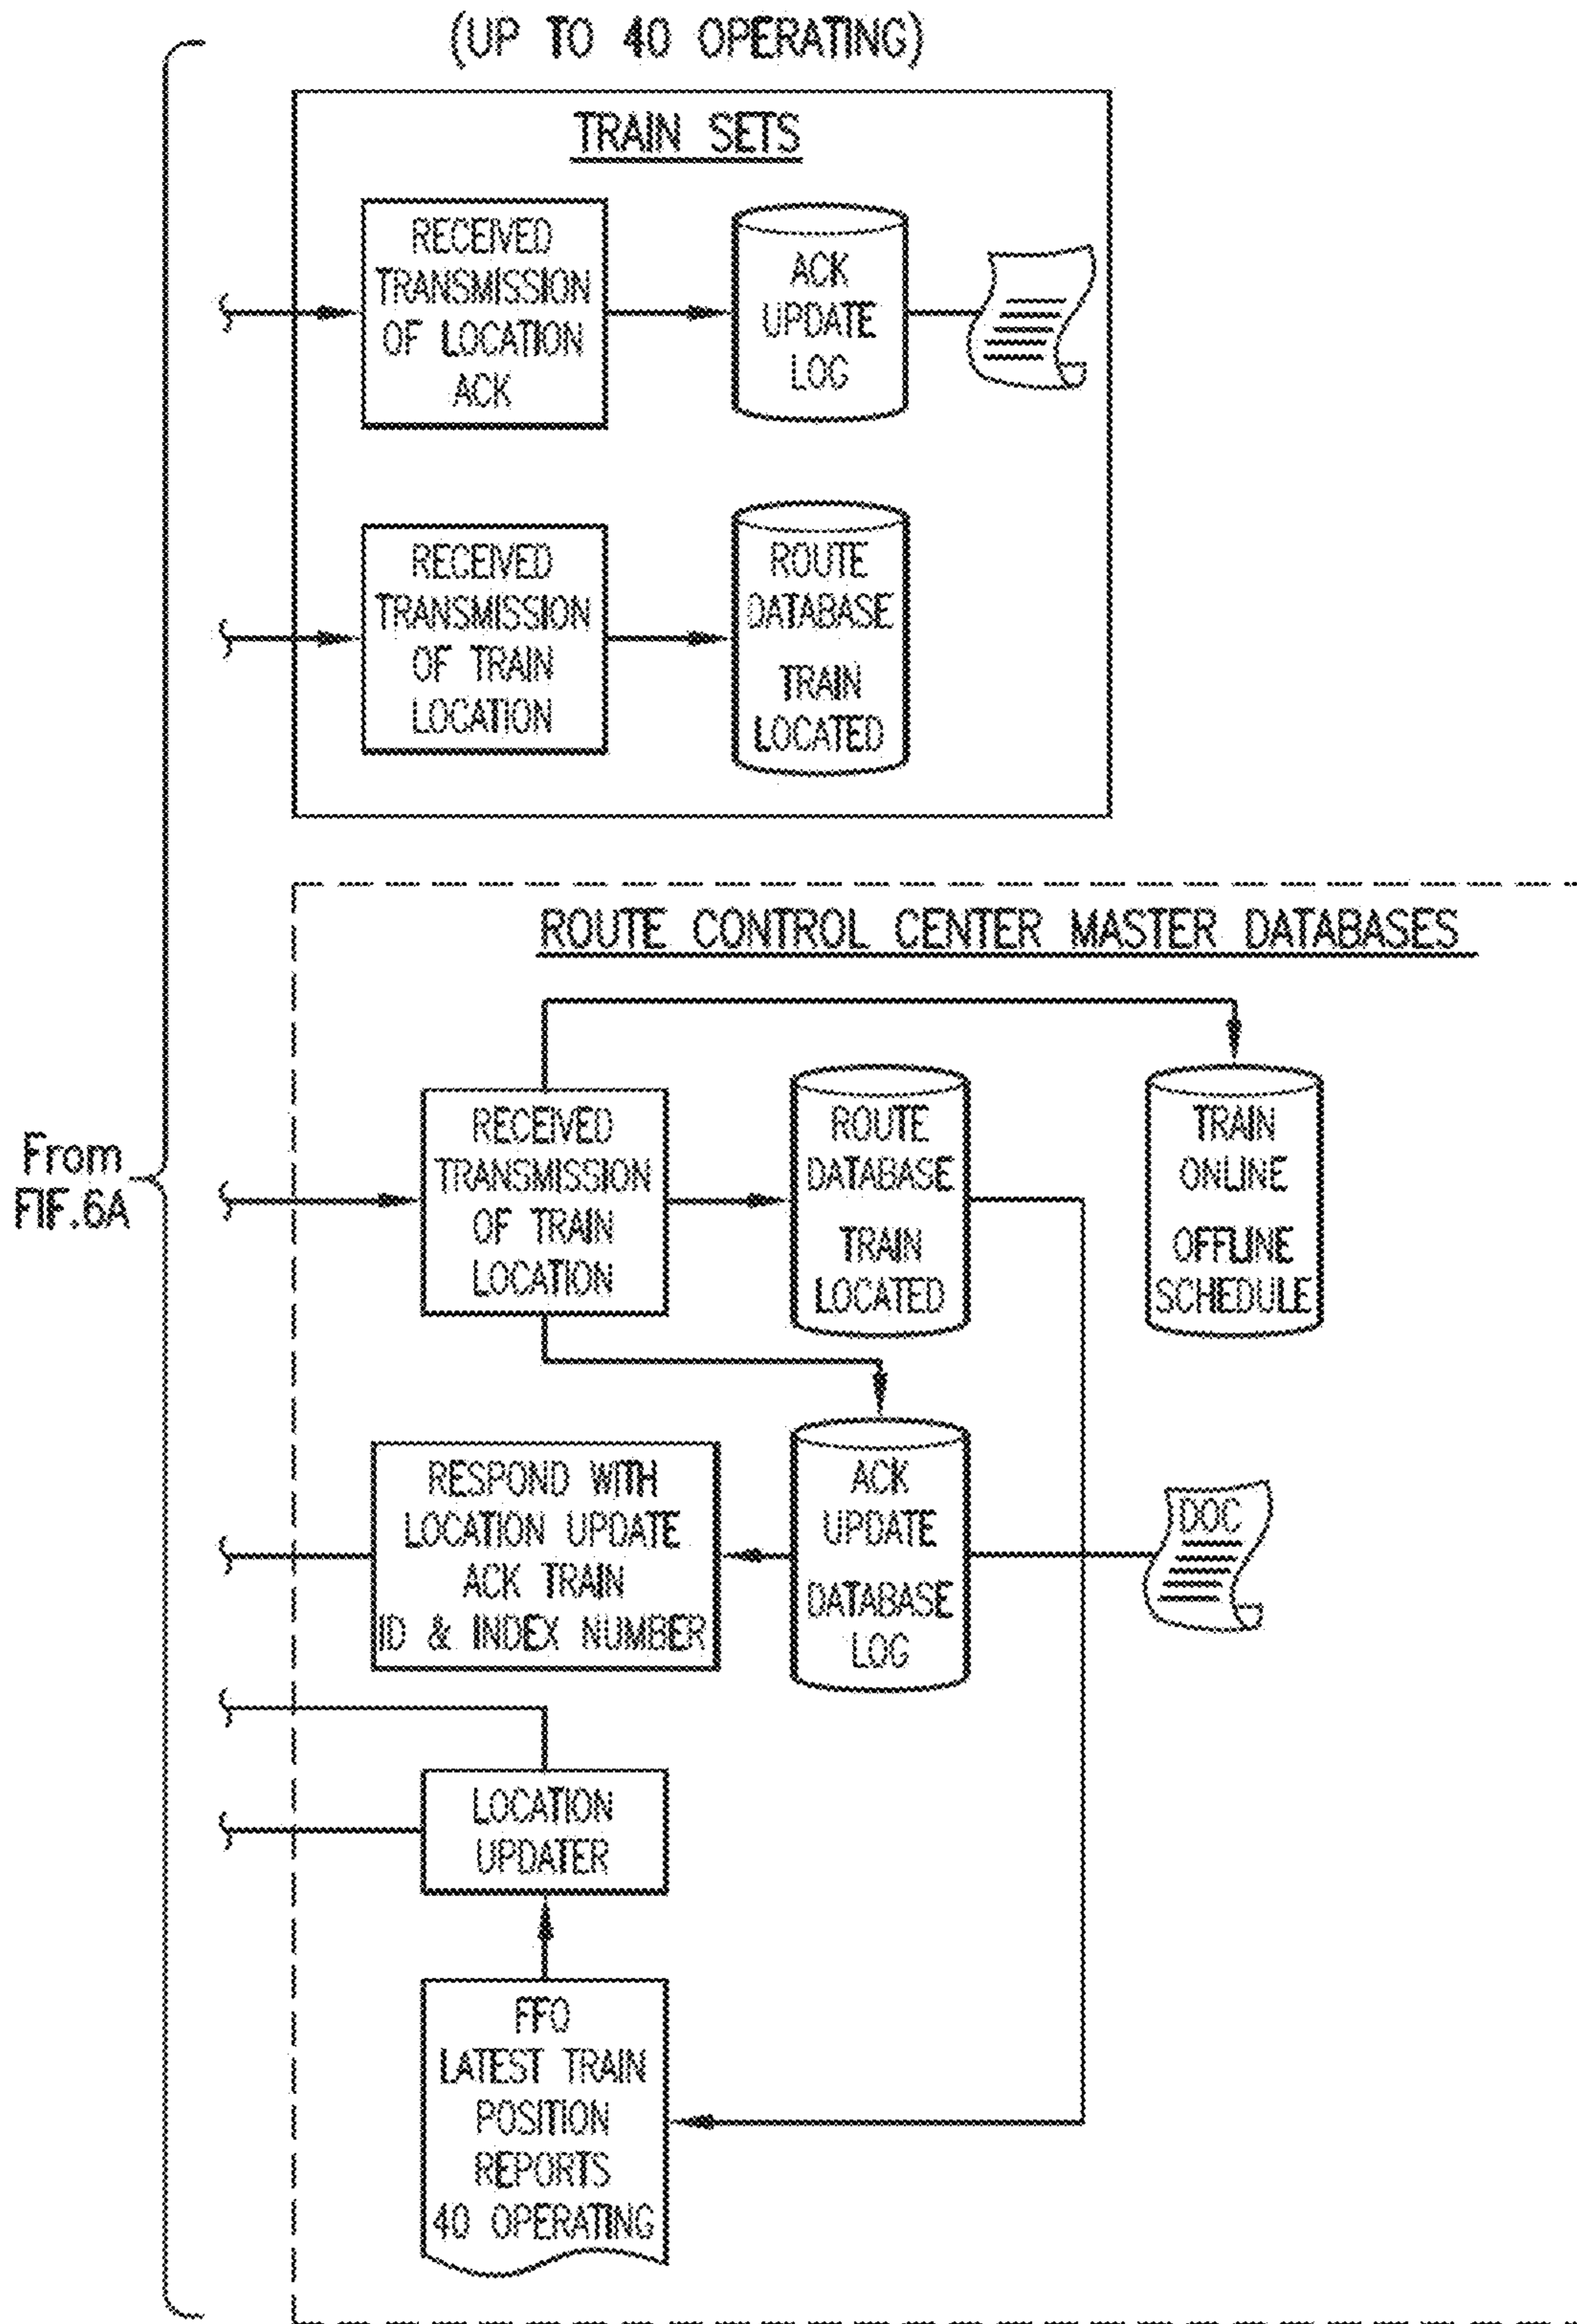 (UP TO 40 OPERATING)
TRAIN SETS
RECEIVED
TRANSMISSION
OF LOCATION
ACK
ACK
UPDATE
LOG
RECEIVED
TRANSMISSION
OF TRAIN
LOCATION
ROUTE
DATABASE
TRAIN
LOCATED
ROUTE CONTROL CENTER MASTER DATABASES
From
FIF.6A
RECEIVED
TRANSMISSION
OF TRAIN
LOCATION
ROUTE
DATABASE
TRAIN
LOCATED
TRAIN
ONLINE
OFFLINE
SCHEDULE
RESPOND WITH
LOCATION UPDATE
ACK TRAIN
ID & INDEX NUMBER
ACK
UPDATE
DATABASE
LOG
DOC
LOCATION
UPDATER
FFO
LATEST TRAIN
POSITION
REPORTS
40 OPERATING